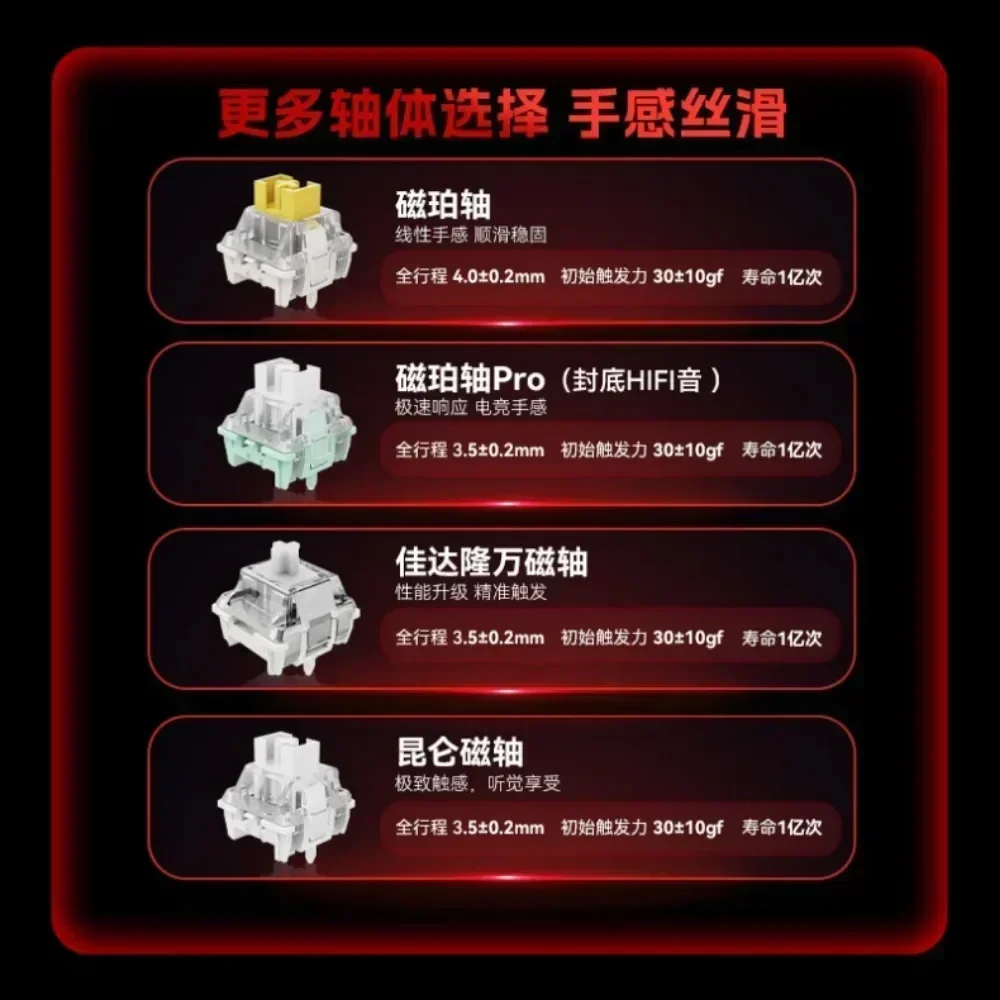 更多轴体选择 手感丝滑
磁珀轴
线性手感 顺滑稳固
全行程 4.0±0.2mm 初始触发力 30±10gf 寿命1亿次
磁珀轴Pro（封底HIFI音 ）
极速响应 电竞手感
全行程 3.5±0.2mm 初始触发力 30±10gf 寿命1亿次
佳达隆万磁轴
性能升级 精准触发
全行程 3.5±0.2mm 初始触发力 30±10gf 寿命1亿次
昆仑磁轴
极致触感，听觉享受
全行程 3.5±0.2mm 初始触发力 30±10gf 寿命1亿次